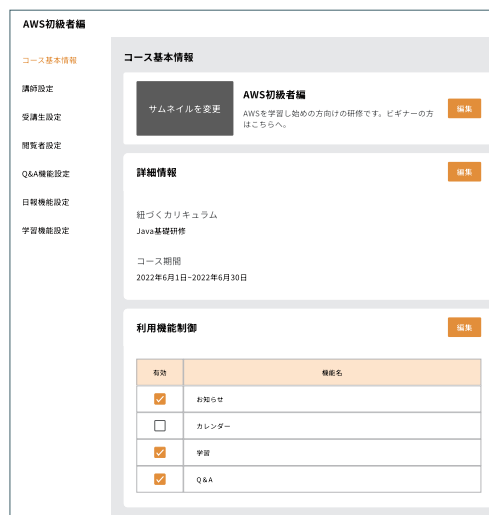 AWS初級者編
コース基本情報
講師設定
受講生設定
閲覧者設定
Q&A機能設定
日報機能設定
学習機能設定
コース基本情報
サムネイルを変更
AWS初級者編
AWSを学習し始めの方向けの研修です。ビギナーの方
はこちらへ。
編集
詳細情報
編集
紐づくカリキュラム
Java基礎研修
コース期間
2022年6月1日~2022年6月30日
利用機能制御
編集
有効 機能名
お知らせ
カレンダー
学習
Q&A